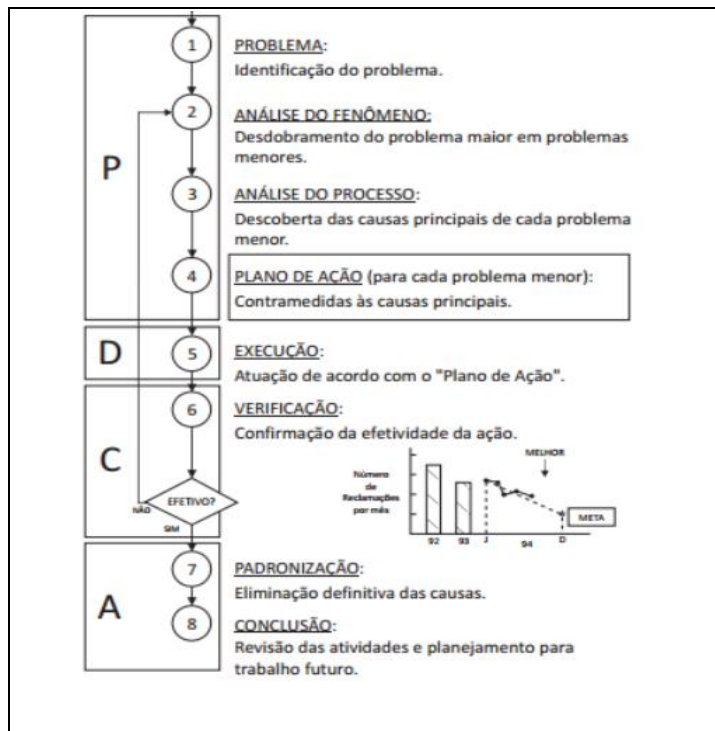 P
1
PROBLEMA:
Identificação do problema.
2
ANÁLISE DO FENÔMENO:
Desdobramento do problema maior em problemas
menores.
3
ANÁLISE DO PROCESSO:
Descoberta das causas principais de cada problema
menor.
4
PLANO DE AÇÃO (para cada problema menor):
Contramedidas às causas principais.
D
5
EXECUÇÃO:
Atuação de acordo com o "Plano de Ação".
C
6
VERIFICAÇÃO:
Confirmação da efetividade da ação.
EFETIVO?
NÃO
SIM
Número
de
Reclamações
por mês
MELHOR
META
92 93 J 94 D
A
7
PADRONIZAÇÃO:
Eliminação definitiva das causas.
8
CONCLUSÃO:
Revisão das atividades e planejamento para
trabalho futuro.